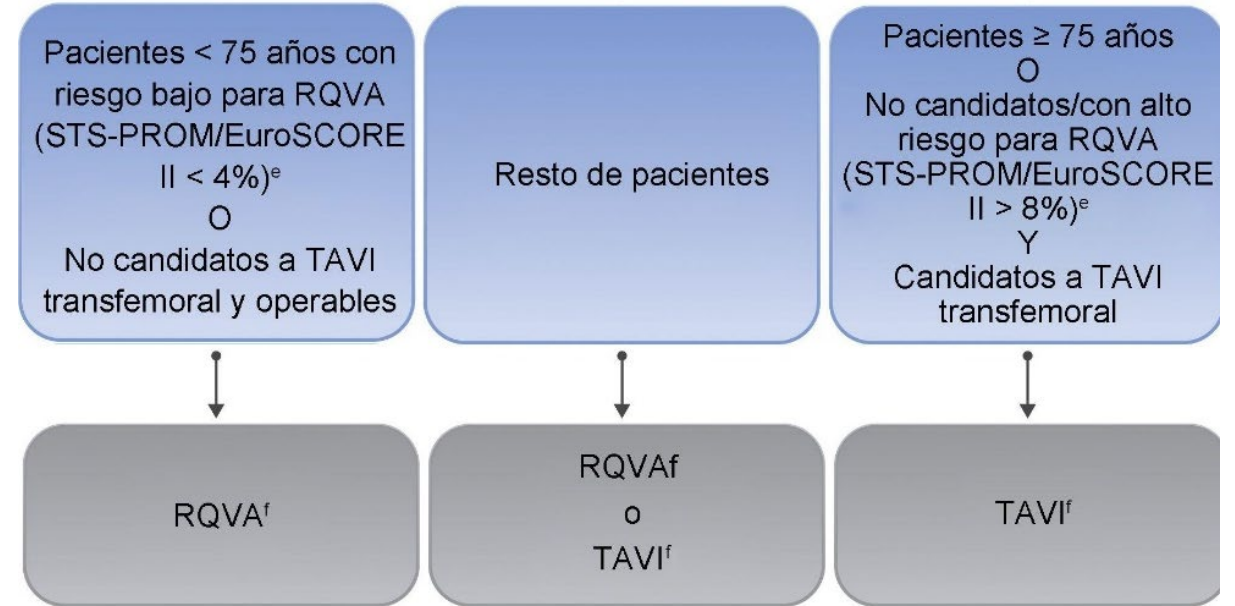 Pacientes < 75 años con
riesgo bajo para RQVA
(STS-PROM/EuroSCORE
II < 4%)ᵉ
O
No candidatos a TAVI
transfemoral y operables
Resto de pacientes
Pacientes ≥ 75 años
O
No candidatos/con alto
riesgo para RQVA
(STS-PROM/EuroSCORE
II > 8%)ᵉ
Y
Candidatos a TAVI
transfemoral
RQVAᶠ
RQVAf
o
TAVIᶠ
TAVIᶠ